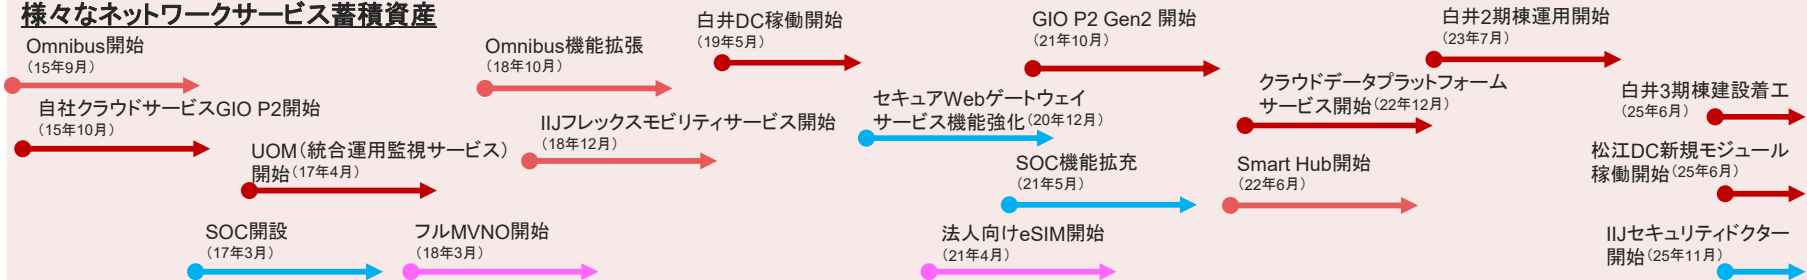 様々なネットワークサービス蓄積資産
Omnibus開始
（15年9月）
自社クラウドサービスGIO P2開始
（15年10月）
UOM（統合運用監視サービス）
開始（17年4月）
SOC開設
（17年3月）
フルMVNO開始
（18年3月）
Omnibus機能拡張
（18年10月）
IIJフレックスモビリティサービス開始
（18年12月）
白井DC稼働開始
（19年5月）
セキュアWebゲートウェイ
サービス機能強化（20年12月）
法人向けeSIM開始
（21年4月）
SOC機能拡充
（21年5月）
GIO P2 Gen2 開始
（21年10月）
Smart Hub開始
（22年6月）
クラウドデータプラットフォーム
サービス開始（22年12月）
白井2期棟運用開始
（23年7月）
白井3期棟建設着工
（25年6月）
松江DC新規モジュール
稼働開始（25年6月）
IIJセキュリティドクター
開始（25年11月）